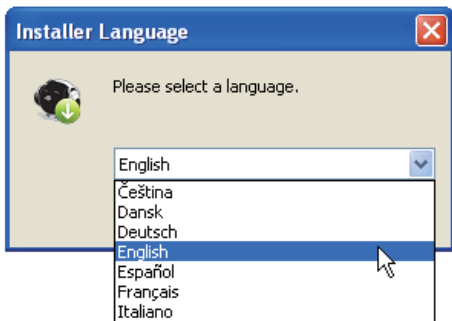 Installer Language
Please select a language.
English
Čeština
Dansk
Deutsch
English
Español
Français
Italiano